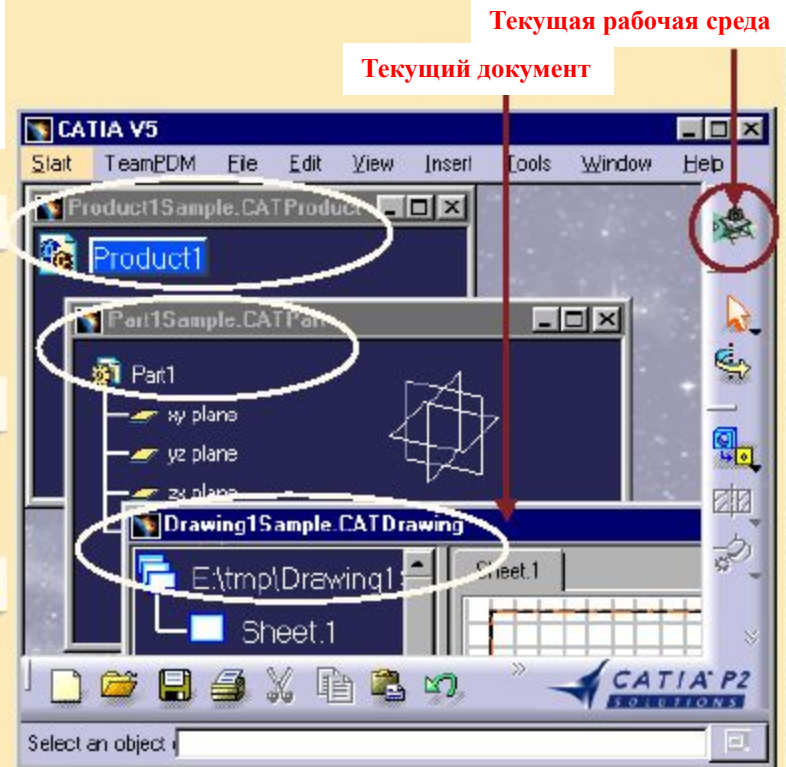 Текущая рабочая среда
Текущий документ
CATIA V5
Start TeamPDM File Edit View Insert Tools Window Help
Product1Sample.CATProduct
Product1
Part1Sample.CATPart
Part1
xy plane
yz plane
zx plane
Drawing1Sample.CATDrawing
E:\tmp\Drawing1
Sheet.1
Sheet.1
CATIA P2
SOLUTIONS
Select an object